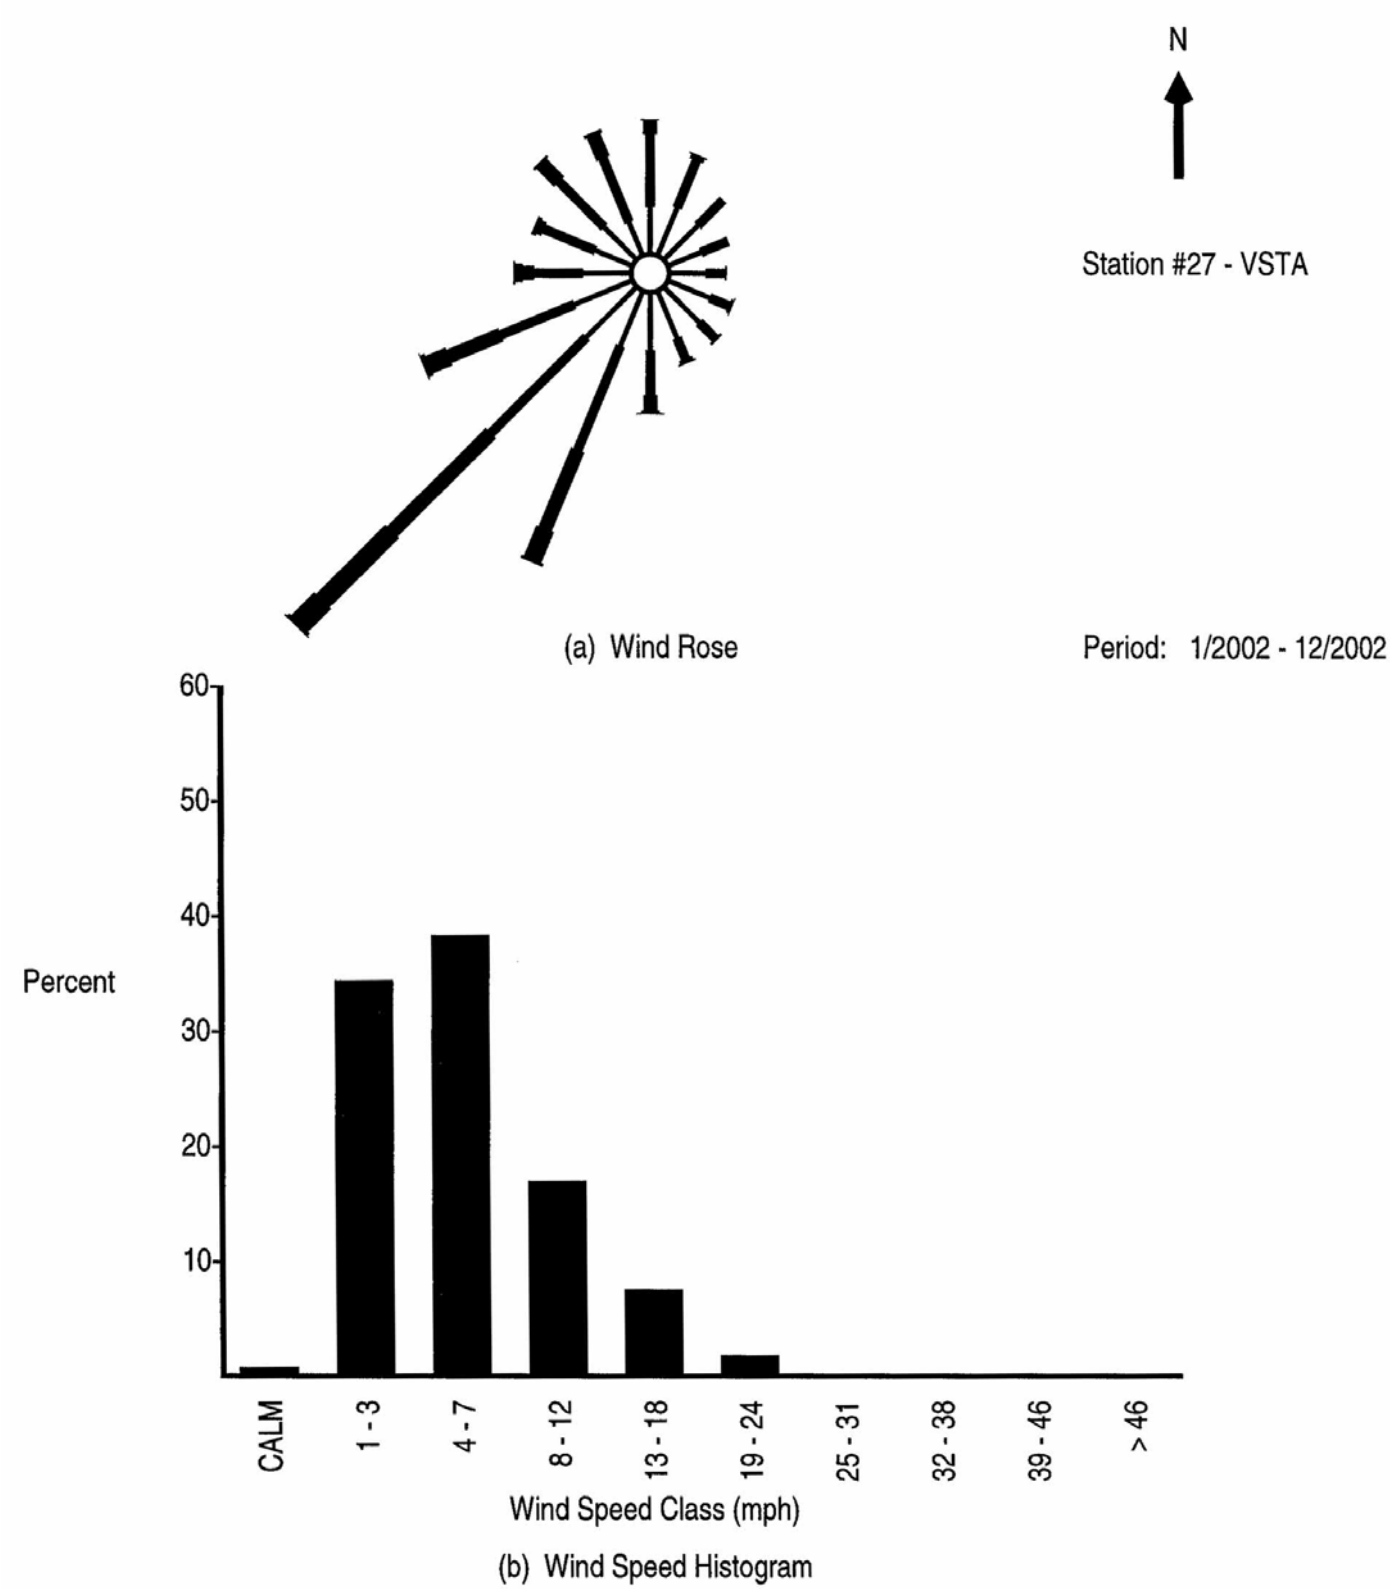 N
Station #27 - VSTA
(a) Wind Rose
Period: 1/2002 - 12/2002
60
50
40
Percent
30
20
10
CALM
1 - 3
4 - 7
8 - 12
13 - 18
19 - 24
25 - 31
32 - 38
39 - 46
> 46
Wind Speed Class (mph)
(b) Wind Speed Histogram